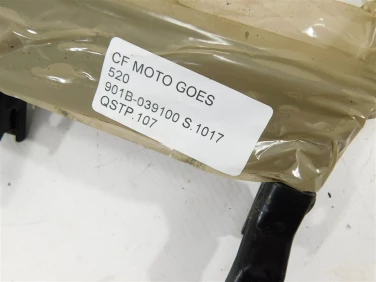 CF MOTO GOES
520
901B-039100 S.1017
QSTP.107